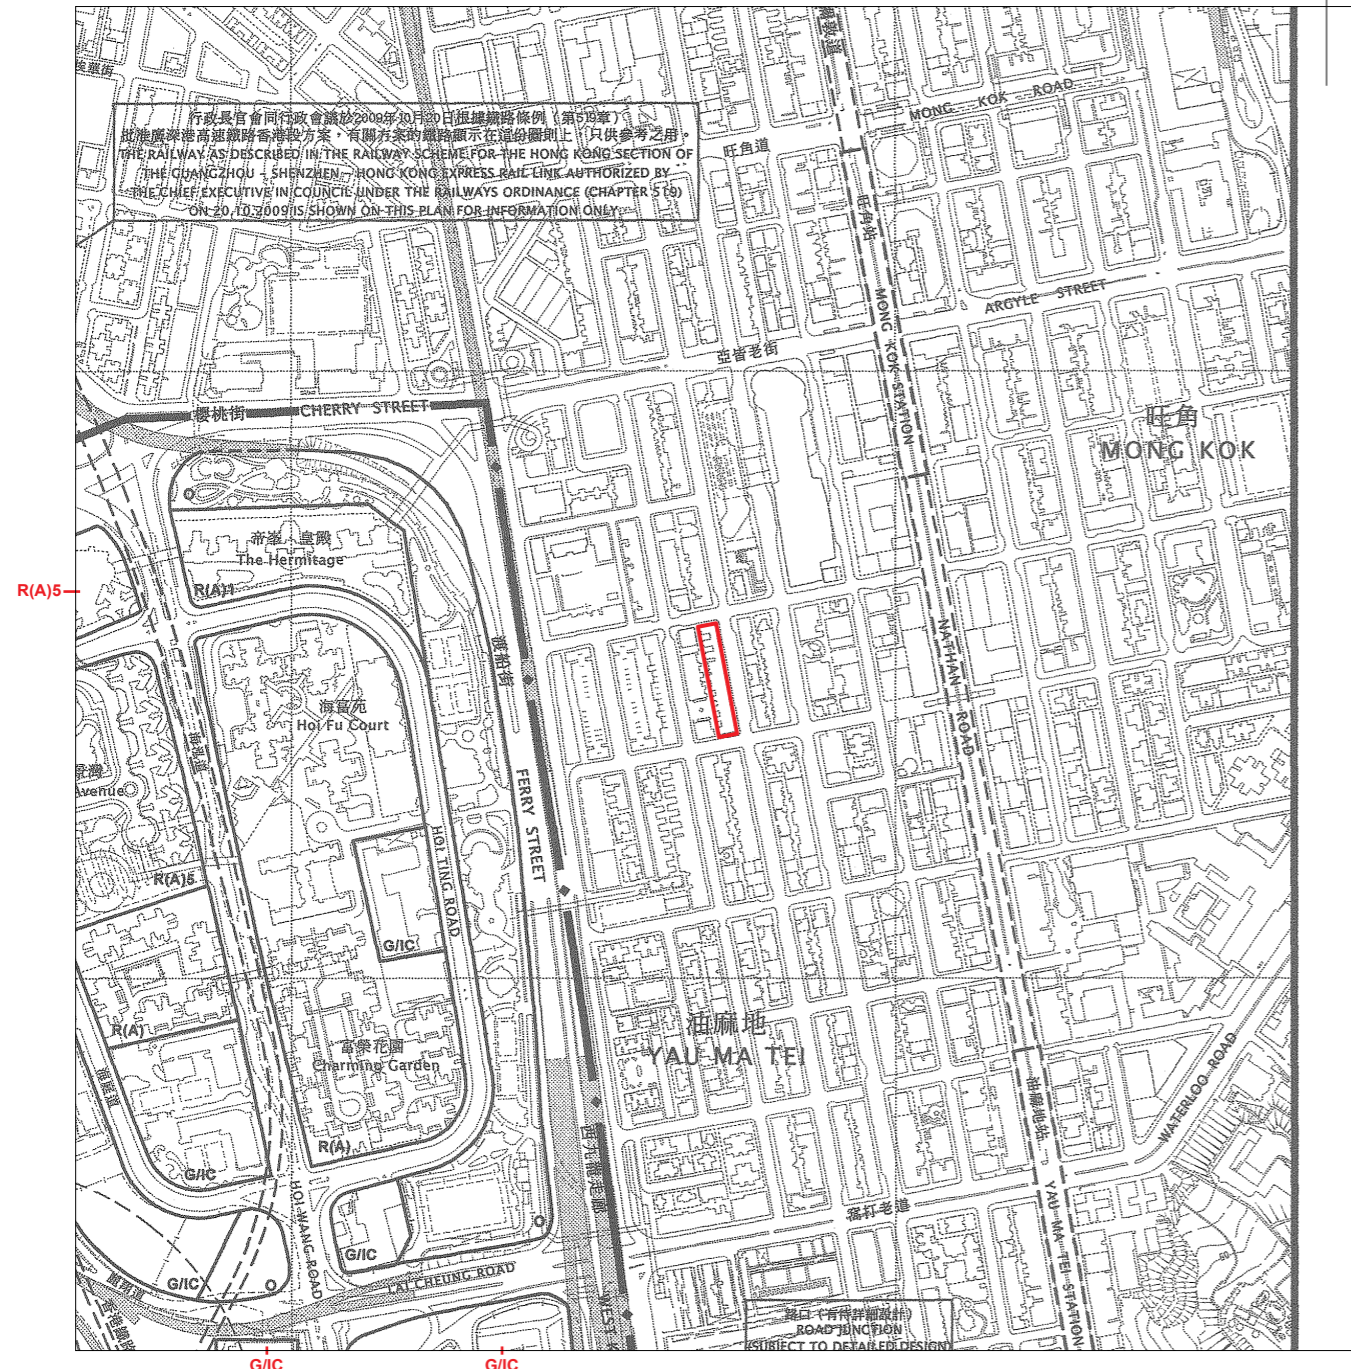 行政長官會同行政會議於2009年10月20日根據鐵路條例（第519章）
批准廣深港高速鐵路香港段方案，有關方案的鐵路顯示在這份圖則上，只供參考之用。
THE RAILWAY AS DESCRIBED IN THE RAILWAY SCHEME FOR THE HONG KONG SECTION OF
THE GUANGZHOU - SHENZHEN - HONG KONG EXPRESS RAIL LINK AUTHORIZED BY
THE CHIEF EXECUTIVE IN COUNCIL UNDER THE RAILWAYS ORDINANCE (CHAPTER 519)
ON 20.10.2009 IS SHOWN ON THIS PLAN FOR INFORMATION ONLY.
MONG KOK ROAD
旺角道
旺角站
MONG KOK STATION
ARGYLE STREET
亞皆老街
櫻桃街
CHERRY STREET
旺角
MONG KOK
O
帝峯．皇殿
The Hermitage
R(A)5
R(A)1
渡船街
NATHAN ROAD
海富苑
Hoi Fu Court
海泓道
Avenue
FERRY STREET
HOI TING ROAD
R(A)5
G/IC
油麻地
YAU MA TEI
R(A)
富榮花園
Charming Garden
油麻地站
WATERLOO ROAD
R(A)
西九龍走廊
G/IC
HOI WANG ROAD
YAU MA TEI STATION
窩打老道
O
G/IC
LAI CHEUNG ROAD
G/IC
O
WEST K
路口（有待詳細設計）
ROAD JUNCTION
(SUBJECT TO DETAILED DESIGN)
G/IC
G/IC